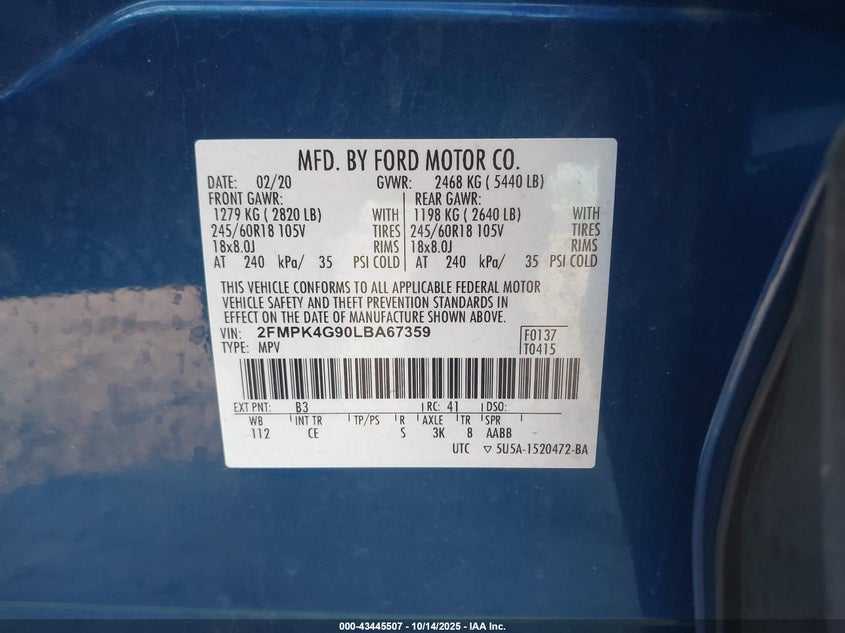 MFD. BY FORD MOTOR CO.
DATE: 02/20 GVWR: 2468 KG ( 5440 LB)
FRONT GAWR: REAR GAWR:
1279 KG ( 2820 LB) WITH 1198 KG ( 2640 LB) WITH
245/60R18 105V TIRES 245/60R18 105V TIRES
18x8.0J RIMS 18x8.0J RIMS
AT 240 kPa/ 35 PSI COLD AT 240 kPa/ 35 PSI COLD
THIS VEHICLE CONFORMS TO ALL APPLICABLE FEDERAL MOTOR
VEHICLE SAFETY AND THEFT PREVENTION STANDARDS IN
EFFECT ON THE DATE OF MANUFACTURE SHOWN ABOVE.
VIN: 2FMPK4G90LBA67359 F0137
TYPE: MPV T0415
EXT PNT: B3 RC: 41 DSO:
WB INT TR TP/PS R AXLE TR SPR
112 CE S 3K 8 AABB
UTC ▽ 5U5A-1520472-BA
000-43445507 - 10/14/2025 - IAA Inc.